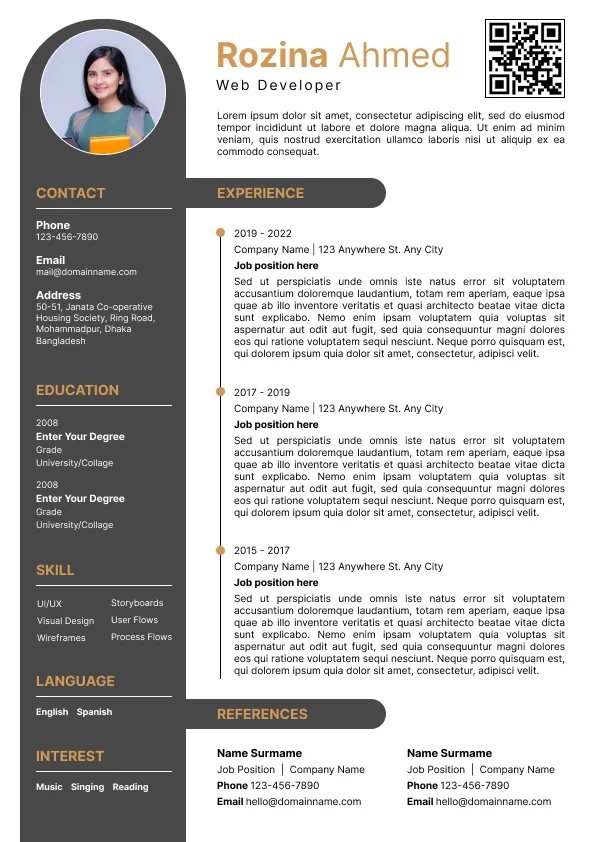 Rozina Ahmed
Web Developer
Lorem ipsum dolor sit amet, consectetur adipiscing elit, sed do eiusmod
tempor incididunt ut labore et dolore magna aliqua. Ut enim ad minim
veniam, quis nostrud exercitation ullamco laboris nisi ut aliquip ex ea
commodo consequat.
CONTACT
Phone
123-456-7890
Email
mail@domainname.com
Address
50-51, Janata Co-operative
Housing Society, Ring Road,
Mohammadpur, Dhaka
Bangladesh
EDUCATION
2008
Enter Your Degree
Grade
University/Collage
2008
Enter Your Degree
Grade
University/Collage
SKILL
UI/UX Storyboards
Visual Design User Flows
Wireframes Process Flows
LANGUAGE
English Spanish
INTEREST
Music Singing Reading
EXPERIENCE
2019 - 2022
Company Name | 123 Anywhere St. Any City
Job position here
Sed ut perspiciatis unde omnis iste natus error sit voluptatem
accusantium doloremque laudantium, totam rem aperiam, eaque ipsa
quae ab illo inventore veritatis et quasi architecto beatae vitae dicta
sunt explicabo. Nemo enim ipsam voluptatem quia voluptas sit
aspernatur aut odit aut fugit, sed quia consequuntur magni dolores
eos qui ratione voluptatem sequi nesciunt. Neque porro quisquam est,
qui dolorem ipsum quia dolor sit amet, consectetur, adipisci velit.
2017 - 2019
Company Name | 123 Anywhere St. Any City
Job position here
Sed ut perspiciatis unde omnis iste natus error sit voluptatem
accusantium doloremque laudantium, totam rem aperiam, eaque ipsa
quae ab illo inventore veritatis et quasi architecto beatae vitae dicta
sunt explicabo. Nemo enim ipsam voluptatem quia voluptas sit
aspernatur aut odit aut fugit, sed quia consequuntur magni dolores
eos qui ratione voluptatem sequi nesciunt. Neque porro quisquam est,
qui dolorem ipsum quia dolor sit amet, consectetur, adipisci velit.
2015 - 2017
Company Name | 123 Anywhere St. Any City
Job position here
Sed ut perspiciatis unde omnis iste natus error sit voluptatem
accusantium doloremque laudantium, totam rem aperiam, eaque ipsa
quae ab illo inventore veritatis et quasi architecto beatae vitae dicta
sunt explicabo. Nemo enim ipsam voluptatem quia voluptas sit
aspernatur aut odit aut fugit, sed quia consequuntur magni dolores
eos qui ratione voluptatem sequi nesciunt. Neque porro quisquam est,
qui dolorem ipsum quia dolor sit amet, consectetur, adipisci velit.
REFERENCES
Name Surmame
Job Position | Company Name
Phone 123-456-7890
Email hello@domainname.com
Name Surmame
Job Position | Company Name
Phone 123-456-7890
Email hello@domainname.com